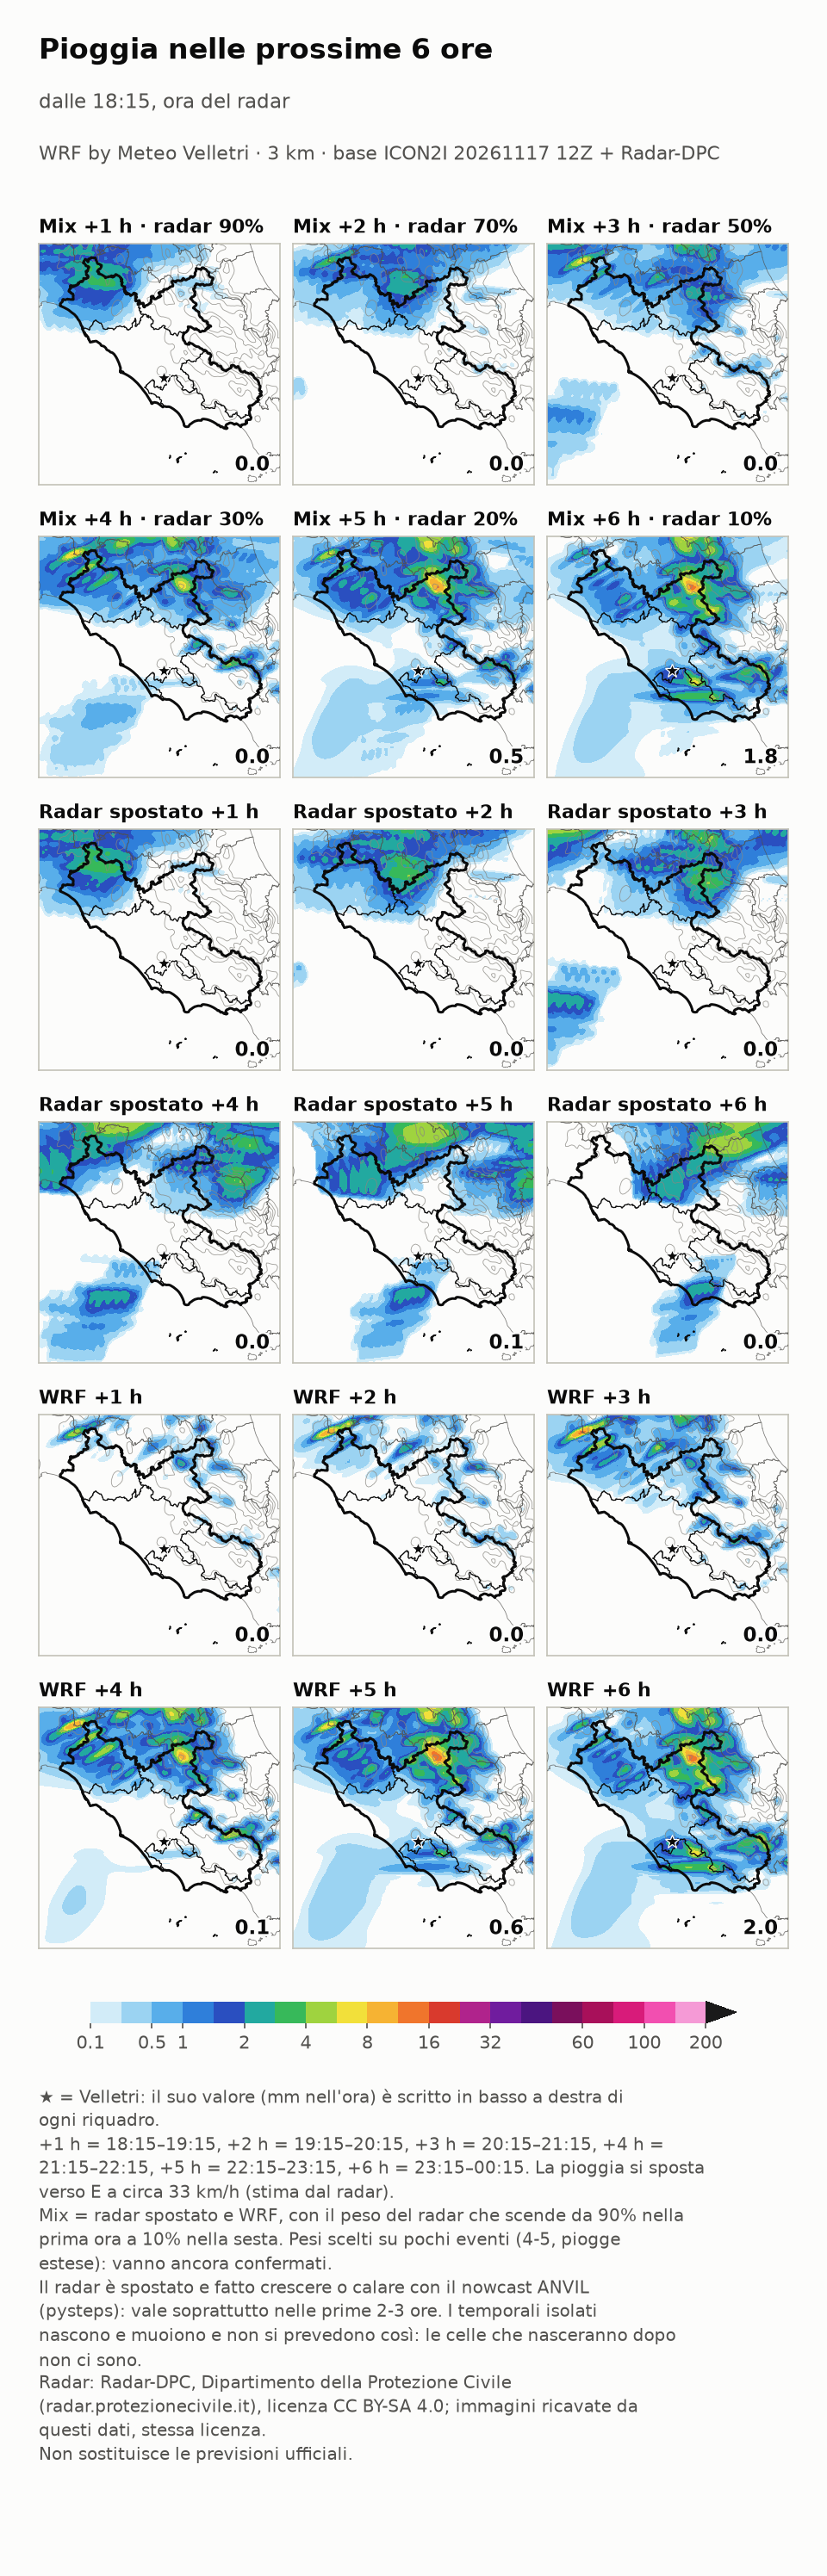 Pioggia nelle prossime 6 ore
dalle 18:15, ora del radar
WRF by Meteo Velletri · 3 km · base ICON2I 20261117 12Z + Radar-DPC
Mix +1 h · radar 90%
Mix +2 h · radar 70%
Mix +3 h · radar 50%
0.0
0.0
0.0
Mix +4 h · radar 30%
Mix +5 h · radar 20%
Mix +6 h · radar 10%
0.0
0.5
1.8
Radar spostato +1 h
Radar spostato +2 h
Radar spostato +3 h
0.0
0.0
0.0
Radar spostato +4 h
Radar spostato +5 h
Radar spostato +6 h
0.0
0.1
0.0
WRF +1 h
WRF +2 h
WRF +3 h
0.0
0.0
0.0
WRF +4 h
WRF +5 h
WRF +6 h
0.1
0.6
2.0
0.1 0.5 1 2 4 8 16 32 60 100 200
★ = Velletri: il suo valore (mm nell'ora) è scritto in basso a destra di
ogni riquadro.
+1 h = 18:15–19:15, +2 h = 19:15–20:15, +3 h = 20:15–21:15, +4 h =
21:15–22:15, +5 h = 22:15–23:15, +6 h = 23:15–00:15. La pioggia si sposta
verso E a circa 33 km/h (stima dal radar).
Mix = radar spostato e WRF, con il peso del radar che scende da 90% nella
prima ora a 10% nella sesta. Pesi scelti su pochi eventi (4-5, piogge
estese): vanno ancora confermati.
Il radar è spostato e fatto crescere o calare con il nowcast ANVIL
(pysteps): vale soprattutto nelle prime 2-3 ore. I temporali isolati
nascono e muoiono e non si prevedono così: le celle che nasceranno dopo
non ci sono.
Radar: Radar-DPC, Dipartimento della Protezione Civile
(radar.protezionecivile.it), licenza CC BY-SA 4.0; immagini ricavate da
questi dati, stessa licenza.
Non sostituisce le previsioni ufficiali.